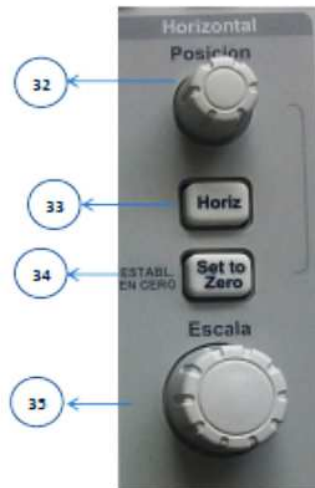 Horizontal
Posicion
32
33
Horiz
34
ESTABL.
EN CERO
Set to
Zero
Escala
35